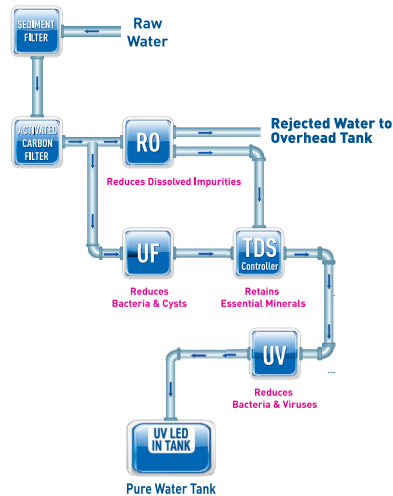 SEDIMENT
FILTER
Raw
Water
ACTIVATED
CARBON
FILTER
RO
Rejected Water to
Overhead Tank
Reduces Dissolved Impurities
UF
TDS
Controller
Reduces
Bacteria & Cysts
Retains
Essential Minerals
UV
Reduces
Bacteria & Viruses
UV LED
IN TANK
Pure Water Tank